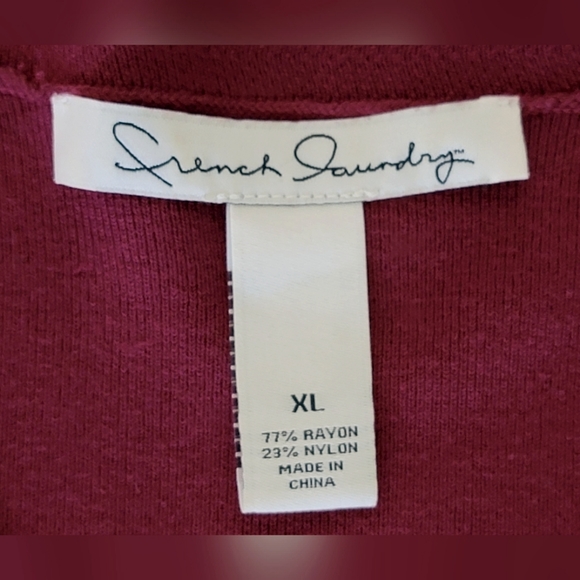 French Laundry™
XL
77% RAYON
23% NYLON
MADE IN
CHINA